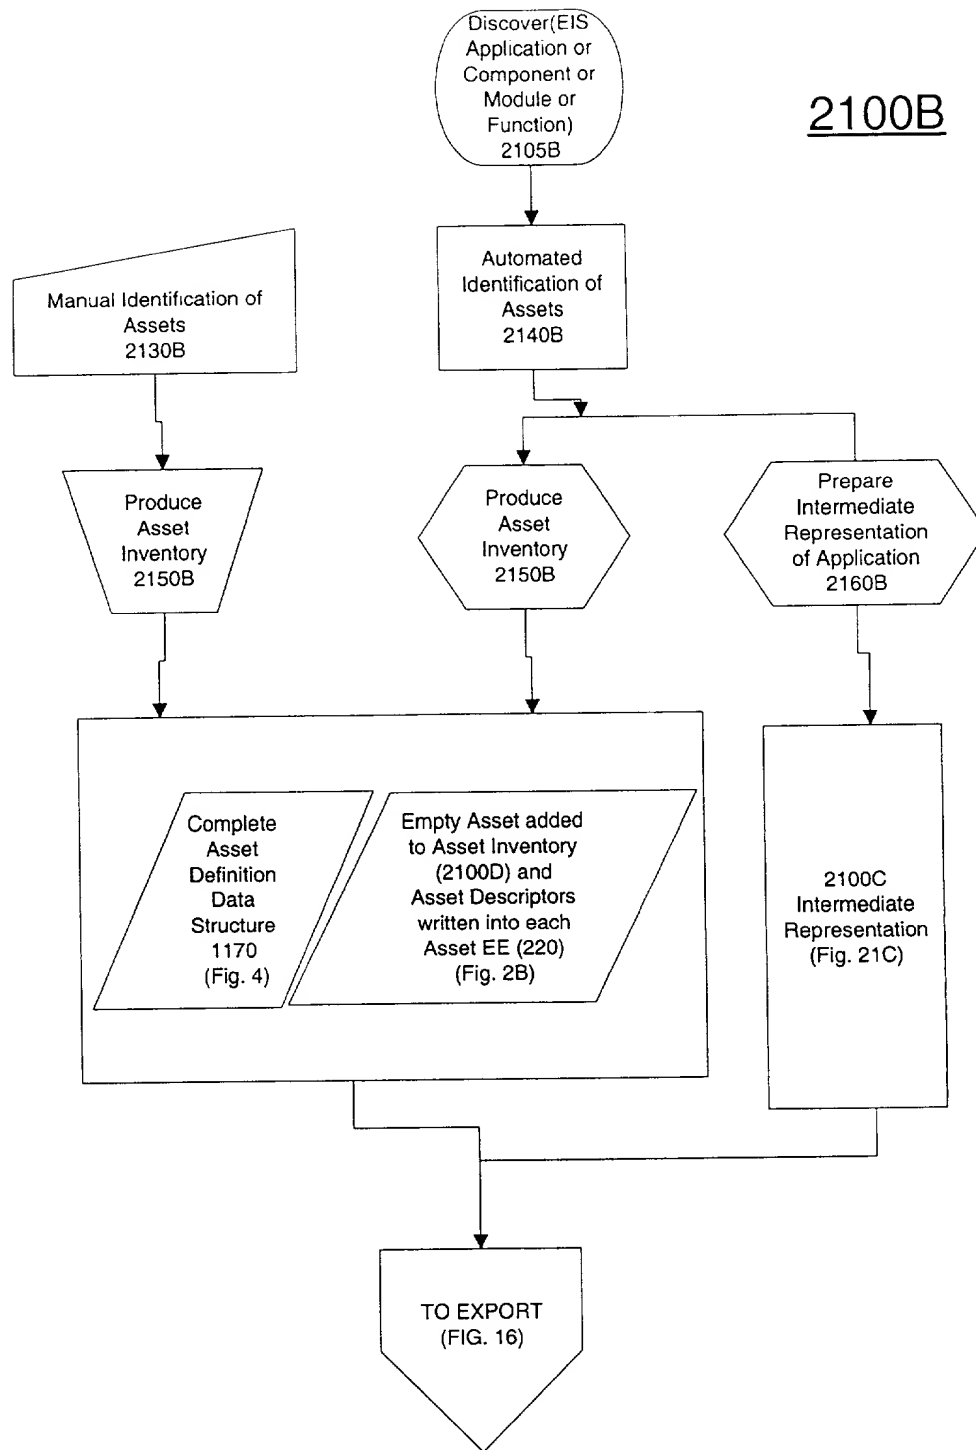 Discover(EIS
Application or
Component or
Module or
Function)
2105B
2100B
Manual Identification of
Assets
2130B
Automated
Identification of
Assets
2140B
Produce
Asset
Inventory
2150B
Produce
Asset
Inventory
2150B
Prepare
Intermediate
Representation
of Application
2160B
Complete
Asset
Definition
Data
Structure
1170
(Fig. 4)
Empty Asset added
to Asset Inventory
(2100D) and
Asset Descriptors
written into each
Asset EE (220)
(Fig. 2B)
2100C
Intermediate
Representation
(Fig. 21C)
TO EXPORT
(FIG. 16)